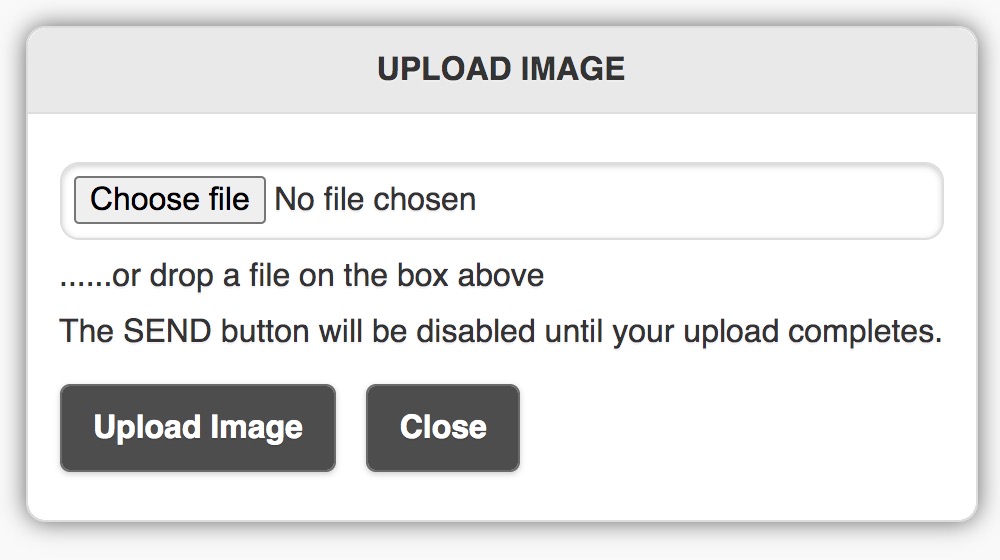 UPLOAD IMAGE
Choose file No file chosen
......or drop a file on the box above
The SEND button will be disabled until your upload completes.
Upload Image Close